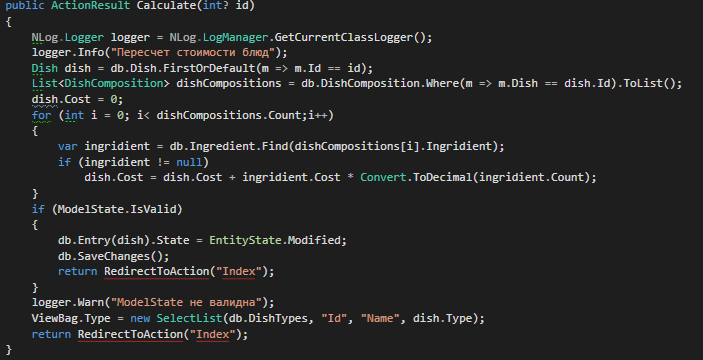 public ActionResult Calculate(int? id)
{
NLog.Logger logger = NLog.LogManager.GetCurrentClassLogger();
logger.Info("Пересчет стоимости блюд");
Dish dish = db.Dish.FirstOrDefault(m => m.Id == id);
List<DishComposition> dishCompositions = db.DishComposition.Where(m => m.Dish == dish.Id).ToList();
dish.Cost = 0;
for (int i = 0; i< dishCompositions.Count;i++)
{
var ingridient = db.Ingredient.Find(dishCompositions[i].Ingridient);
if (ingridient != null)
dish.Cost = dish.Cost + ingridient.Cost * Convert.ToDecimal(ingridient.Count);
}
if (ModelState.IsValid)
{
db.Entry(dish).State = EntityState.Modified;
db.SaveChanges();
return RedirectToAction("Index");
}
logger.Warn("ModelState не валидна");
ViewBag.Type = new SelectList(db.DishTypes, "Id", "Name", dish.Type);
return RedirectToAction("Index");
}